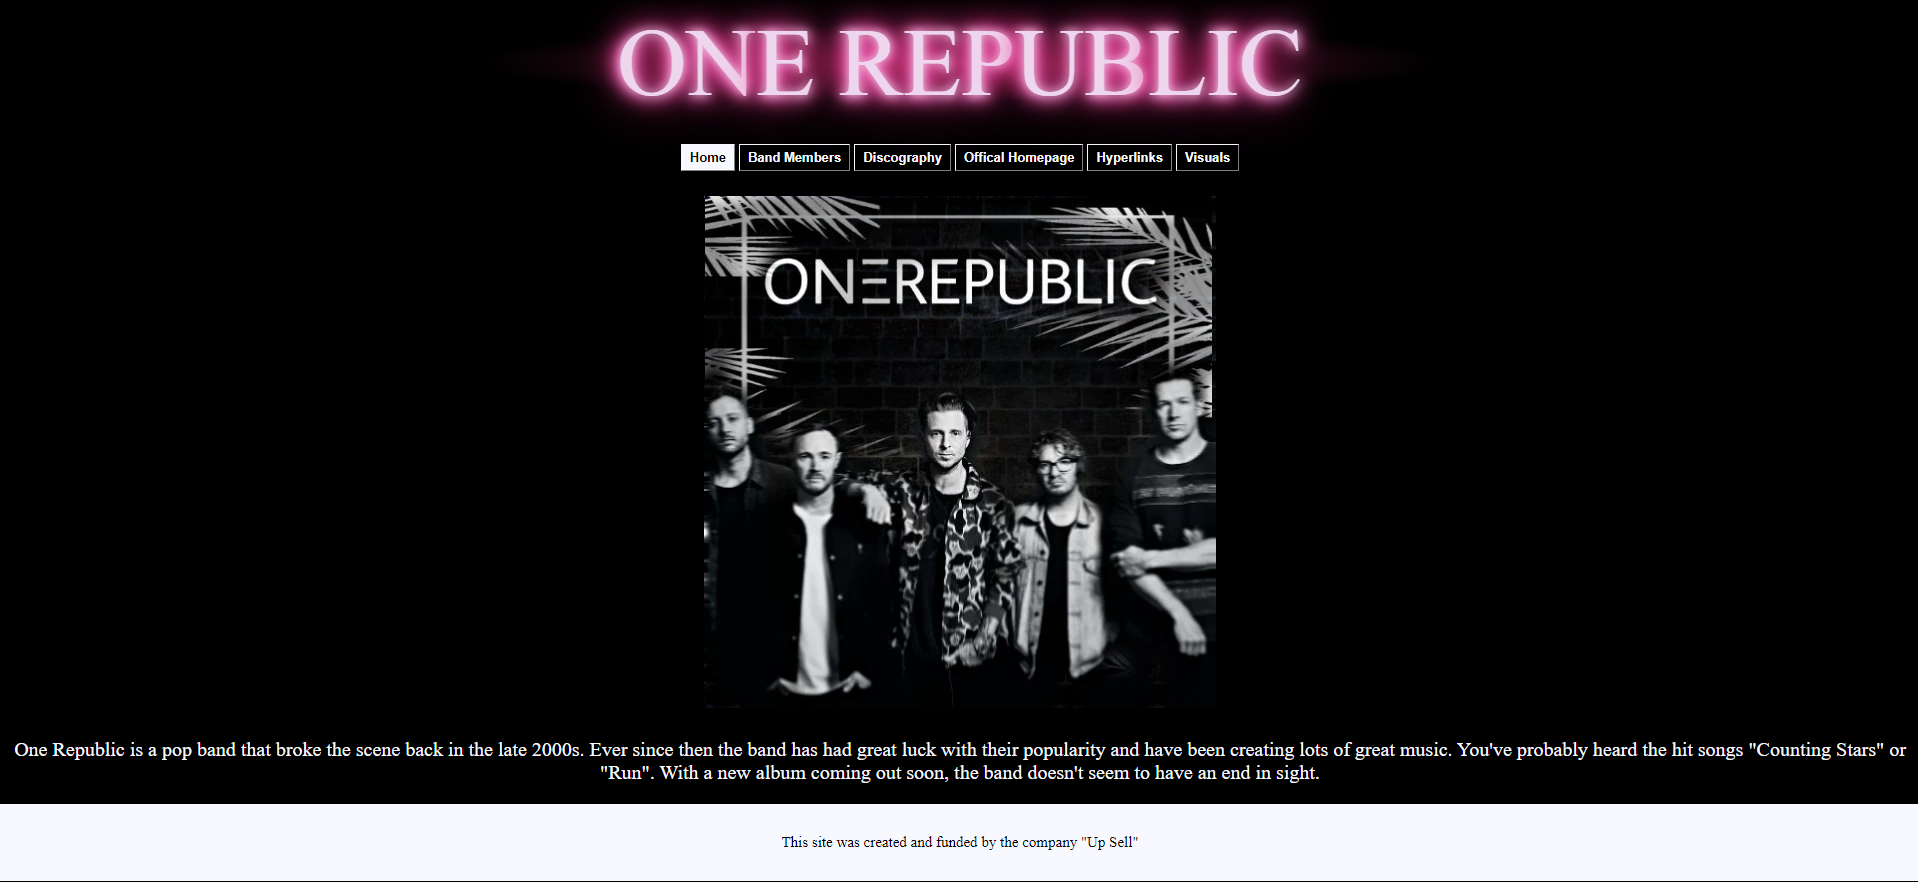 ONE REPUBLIC
Home Band Members Discography Offical Homepage Hyperlinks Visuals
ONEREPUBLIC
One Republic is a pop band that broke the scene back in the late 2000s. Ever since then the band has had great luck with their popularity and have been creating lots of great music. You've probably heard the hit songs "Counting Stars" or
"Run". With a new album coming out soon, the band doesn't seem to have an end in sight.
This site was created and funded by the company "Up Sell"